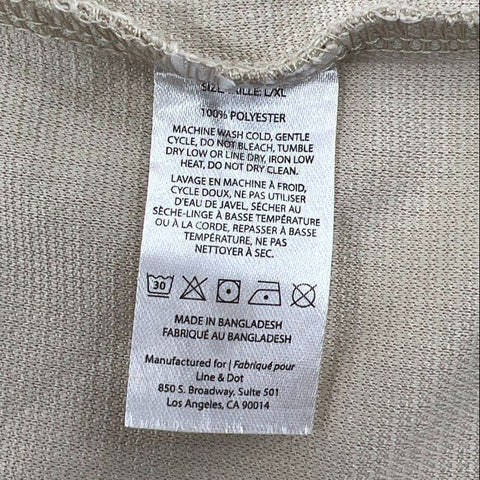 SIZE / TAILLE: L/XL
100% POLYESTER
MACHINE WASH COLD, GENTLE
CYCLE, DO NOT BLEACH, TUMBLE
DRY LOW OR LINE DRY, IRON LOW
HEAT, DO NOT DRY CLEAN.
LAVAGE EN MACHINE À FROID,
CYCLE DOUX, NE PAS UTILISER
D'EAU DE JAVEL, SÉCHER AU
SÈCHE-LINGE À BASSE TEMPÉRATURE
OU À LA CORDE, REPASSER À BASSE
TEMPÉRATURE, NE PAS
NETTOYER À SEC.
30
MADE IN BANGLADESH
FABRIQUÉ AU BANGLADESH
Manufactured for | Fabriqué pour
Line & Dot
850 S. Broadway, Suite 501
Los Angeles, CA 90014